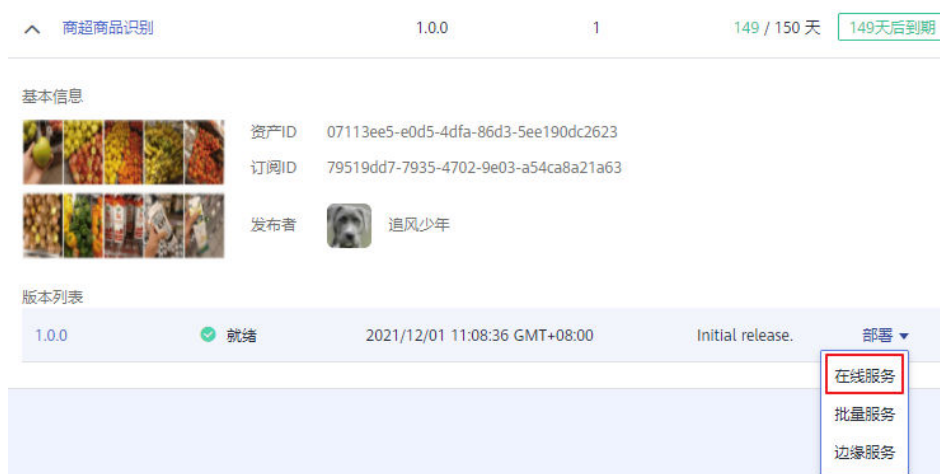 商超商品识别 1.0.0 1 149 / 150 天 149天后到期
基本信息
资产ID 07113ee5-e0d5-4dfa-86d3-5ee190dc2623
订阅ID 79519dd7-7935-4702-9e03-a54ca8a21a63
发布者 追风少年
版本列表
1.0.0 就绪 2021/12/01 11:08:36 GMT+08:00 Initial release. 部署
在线服务
批量服务
边缘服务